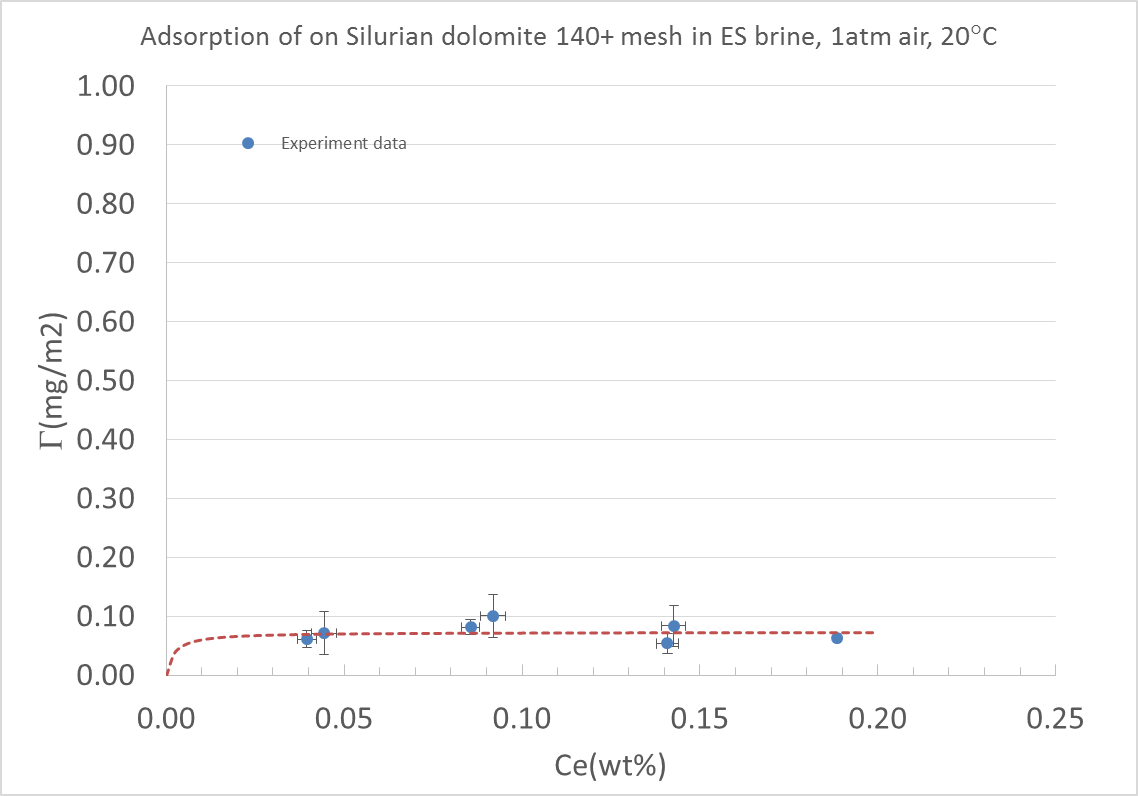 Adsorption of on Silurian dolomite 140+ mesh in ES brine, 1atm air, 20°C
1.00
Experiment data
0.90
0.80
0.70
0.60
0.50
0.40
0.30
0.20
0.10
0.00
Γ(mg/m2)
0.00 0.05 0.10 0.15 0.20 0.25
Ce(wt%)